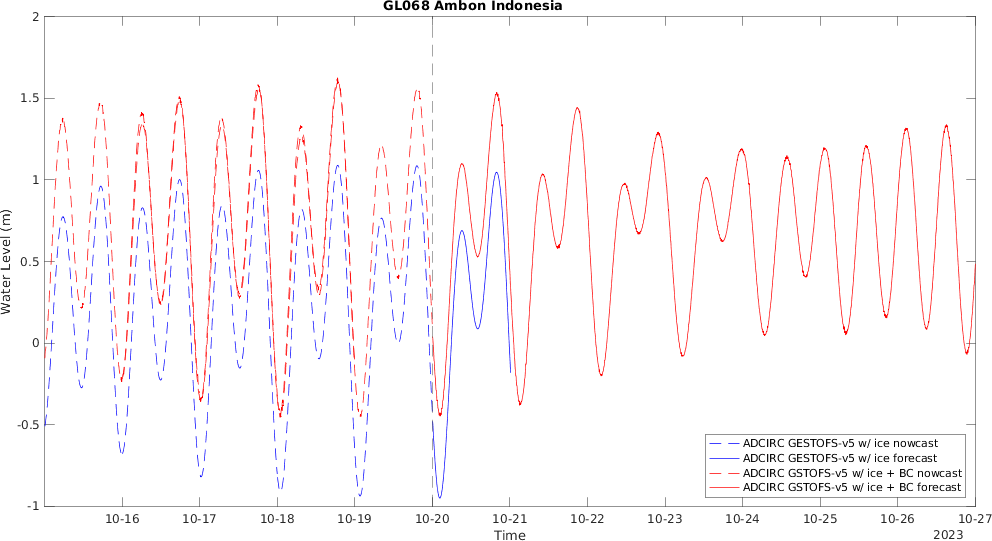 GL068 Ambon Indonesia
2
1.5
1
0.5
0
-0.5
-1
Water Level (m)
10-16
10-17
10-18
10-19
10-20
10-21
10-22
10-23
10-24
10-25
10-26
10-27
Time
2023
ADCIRC GESTOFS-v5 w/ ice nowcast
ADCIRC GESTOFS-v5 w/ ice forecast
ADCIRC GSTOFS-v5 w/ ice + BC nowcast
ADCIRC GSTOFS-v5 w/ ice + BC forecast